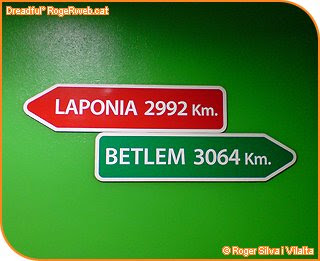 Dreadful* RogeRweb.cat
LAPONIA 2992 Km.
BETLEM 3064 Km.
© Roger Silva i Vilalta